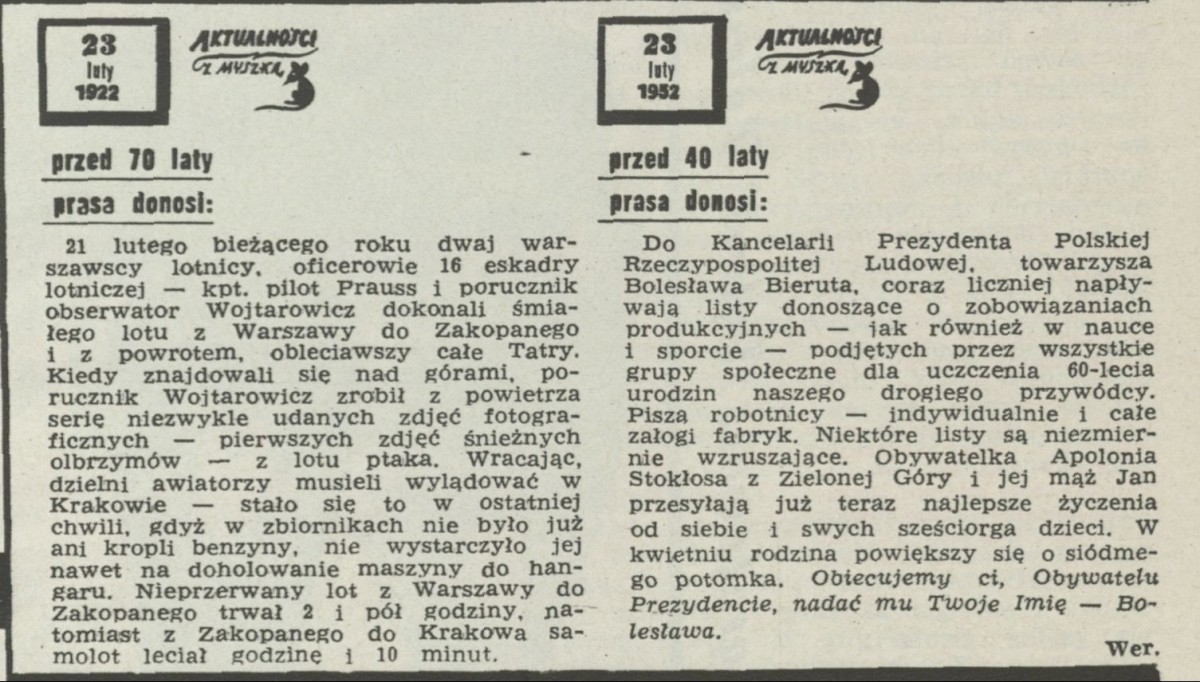 23
luty
1922
AKTUALNOŚCI
Z MYSZKĄ
przed 70 laty
prasa donosi:
21 lutego bieżącego roku dwaj war-
szawscy lotnicy, oficerowie 16 eskadry
lotniczej — kpt. pilot Prauss i porucznik
obserwator Wojtarowicz dokonali śmia-
łego lotu z Warszawy do Zakopanego
i z powrotem, obleciawszy całe Tatry.
Kiedy znajdowali się nad górami, po-
rucznik Wojtarowicz zrobił z powietrza
serię niezwykle udanych zdjęć fotogra-
ficznych — pierwszych zdjęć śnieżnych
olbrzymów — z lotu ptaka. Wracając,
dzielni awiatorzy musieli wylądować w
Krakowie — stało się to w ostatniej
chwili, gdyż w zbiornikach nie było już
ani kropli benzyny, nie wystarczyło jej
nawet na doholowanie maszyny do han-
garu. Nieprzerwany lot z Warszawy do
Zakopanego trwał 2 i pół godziny, na-
tomiast z Zakopanego do Krakowa sa-
molot leciał godzinę i 10 minut.
23
luty
1952
AKTUALNOŚCI
Z MYSZKĄ
przed 40 laty
prasa donosi:
Do Kancelarii Prezydenta Polskiej
Rzeczypospolitej Ludowej, towarzysza
Bolesława Bieruta, coraz liczniej napły-
wają listy donoszące o zobowiązaniach
produkcyjnych — jak również w nauce
i sporcie — podjętych przez wszystkie
grupy społeczne dla uczczenia 60-lecia
urodzin naszego drogiego przywódcy.
Piszą robotnicy — indywidualnie i całe
załogi fabryk. Niektóre listy są niezmier-
nie wzruszające. Obywatelka Apolonia
Stokłosa z Zielonej Góry i jej mąż Jan
przesyłają już teraz najlepsze życzenia
od siebie i swych sześciorga dzieci. W
kwietniu rodzina powiększy się o siódme-
go potomka. Obiecujemy ci, Obywatelu
Prezydencie, nadać mu Twoje Imię — Bo-
lesława.
Wer.